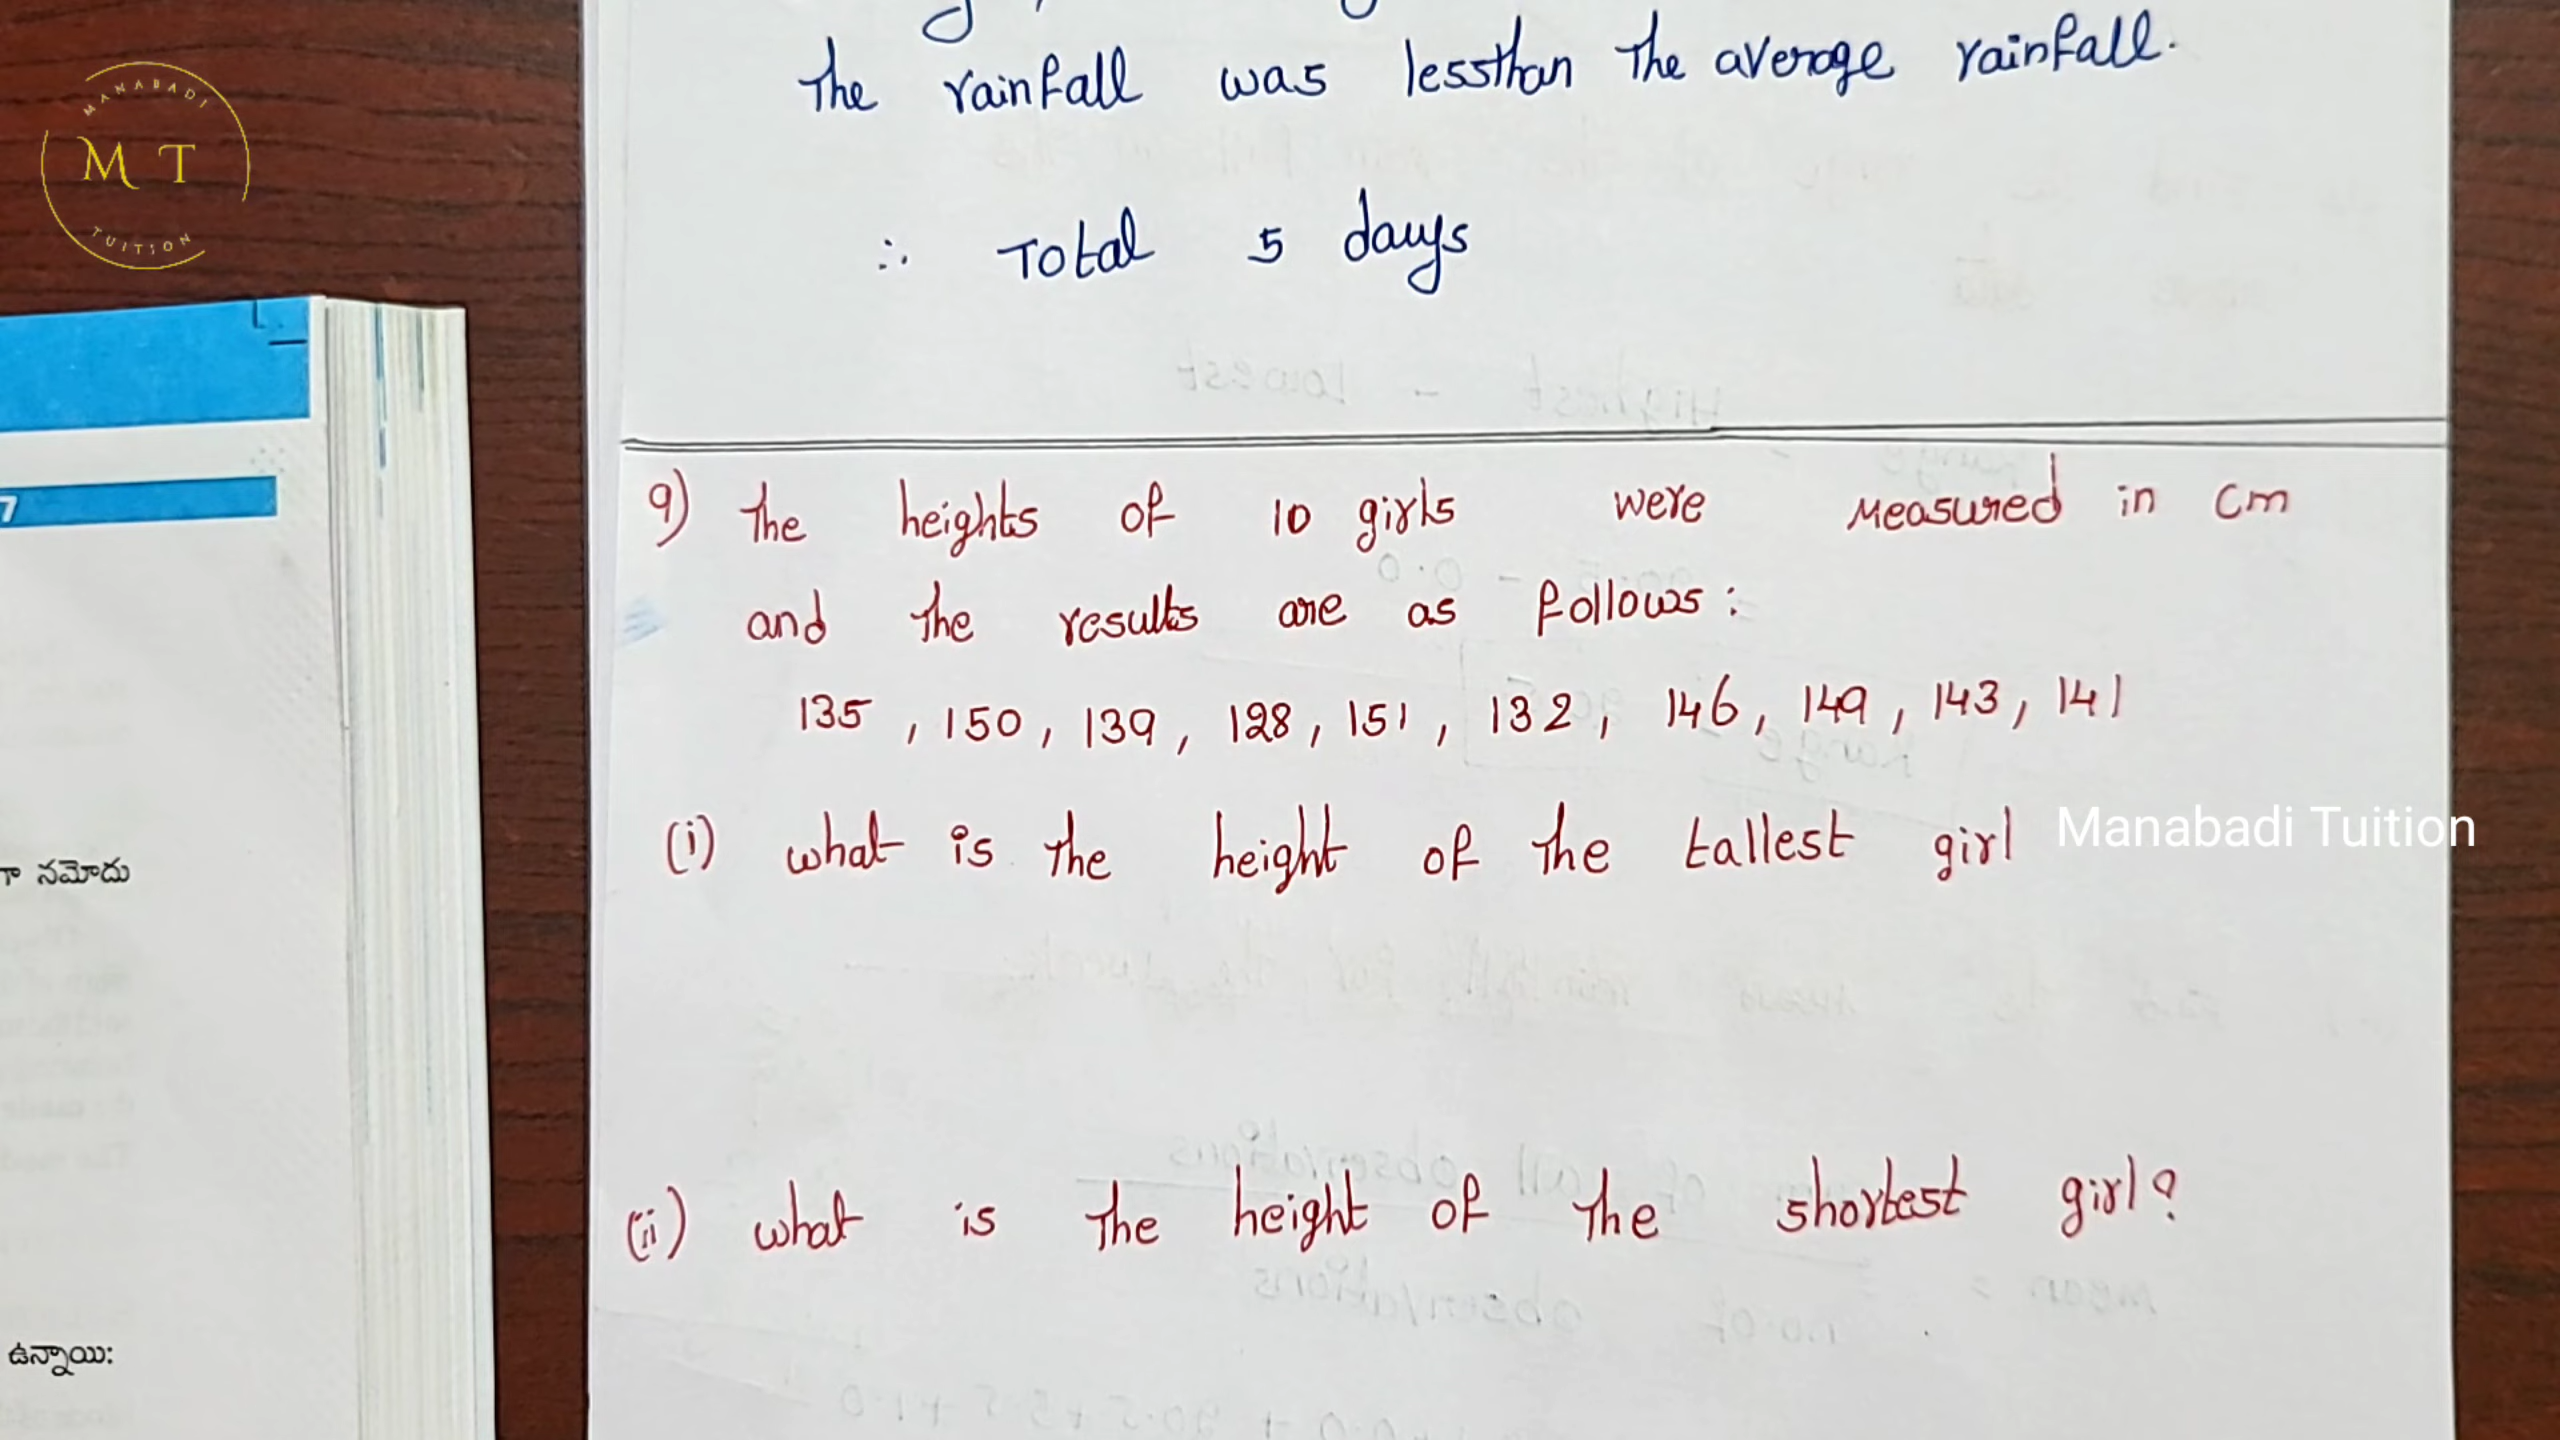 The rainfall was lessthan the average rainfall.
MANABADI
M T
TUITION
∴ Total 5 days
7
9) The heights of 10 girls were Measured in Cm
and the results are as follows:
135, 150, 139, 128, 151, 132, 146, 149, 143, 141
(i) what is the height of the tallest girl
Manabadi Tuition
నమోదు
(ii) what is the height of the shortest girl?
ఉన్నాయి: